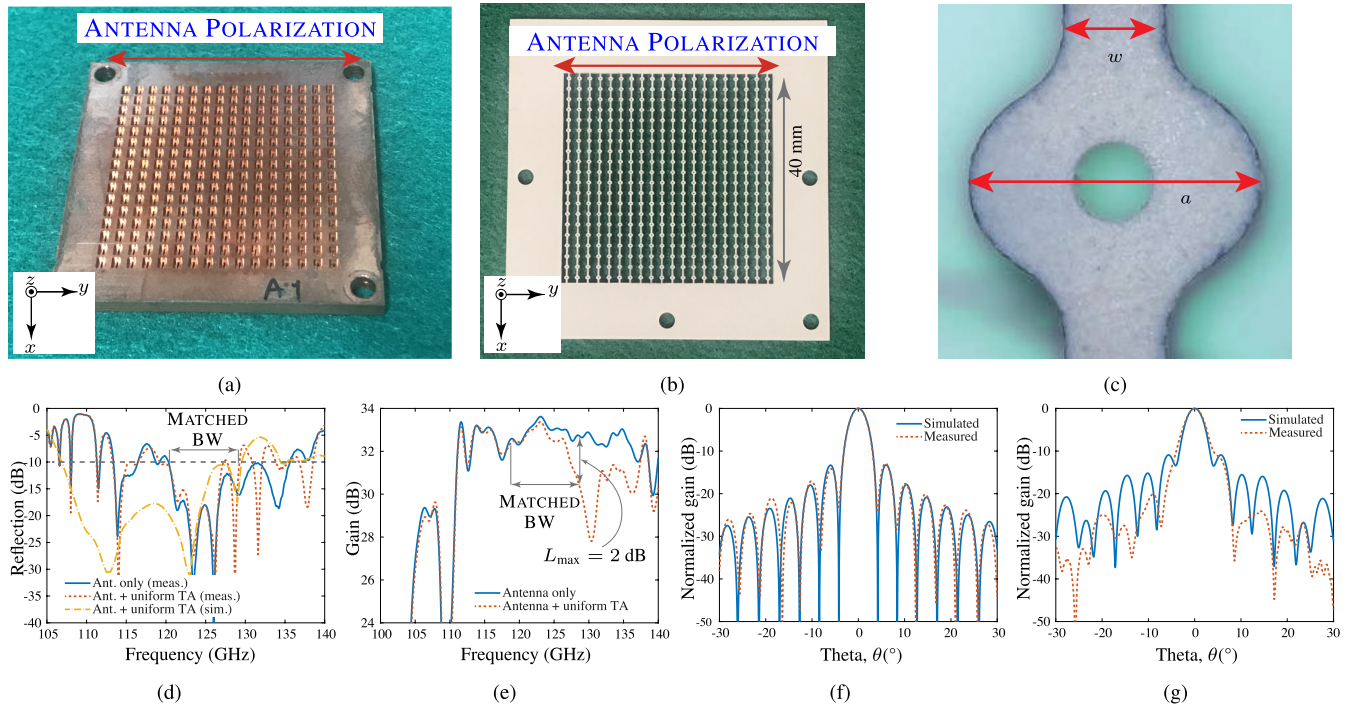 ANTENNA POLARIZATION
A1
z
y
x
(a)
ANTENNA POLARIZATION
40 mm
z
y
x
(b)
w
a
(c)
0
-5
-10
-15
-20
-25
-30
-35
-40
Reflection (dB)
MATCHED
BW
Ant. only (meas.)
Ant. + uniform TA (meas.)
Ant. + uniform TA (sim.)
105 110 115 120 125 130 135 140
Frequency (GHz)
(d)
34
32
30
28
26
24
Gain (dB)
MATCHED
BW
Lmax = 2 dB
Antenna only
Antenna + uniform TA
100 105 110 115 120 125 130 135 140
Frequency (GHz)
(e)
0
-10
-20
-30
-40
-50
Normalized gain (dB)
Simulated
Measured
-30 -20 -10 0 10 20 30
Theta, θ(°)
(f)
0
-10
-20
-30
-40
-50
Normalized gain (dB)
Simulated
Measured
-30 -20 -10 0 10 20 30
Theta, θ(°)
(g)